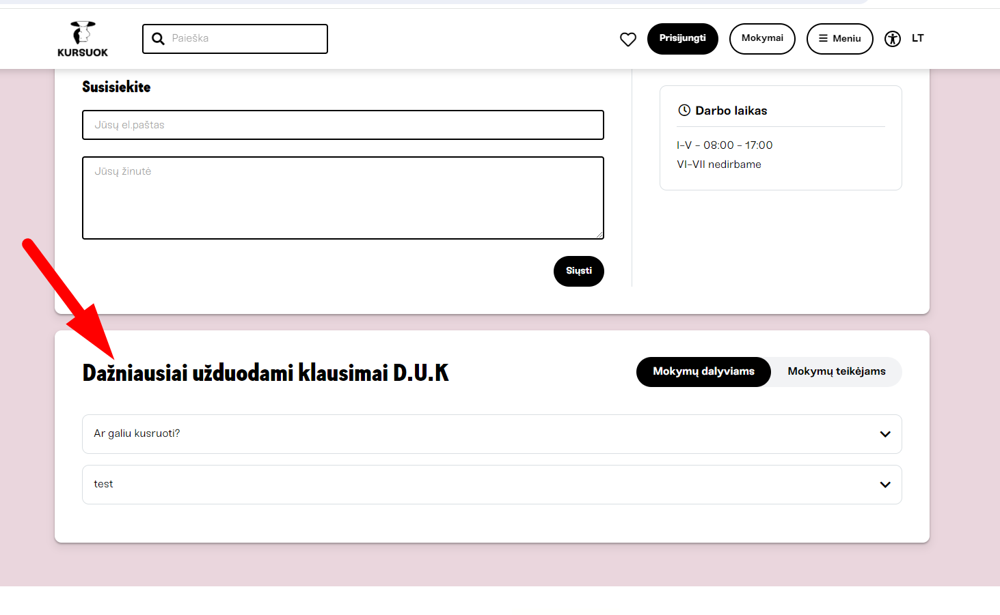 KURSUOK
Paieška
Prisijungti
Mokymai
Meniu
LT
Susisiekite
Jūsų el.paštas
Jūsų žinutė
Siųsti
Darbo laikas
I-V - 08:00 - 17:00
VI-VII nedirbame
Dažniausiai užduodami klausimai D.U.K
Mokymų dalyviams
Mokymų teikėjams
Ar galiu kusruoti?
test